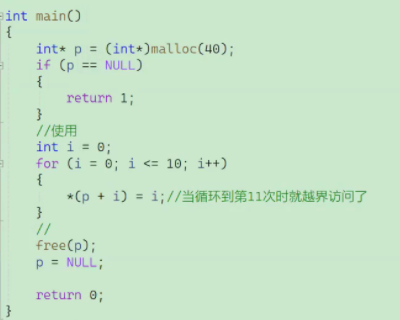 int main()
{
    int* p = (int*)malloc(40);
    if (p == NULL)
    {
        return 1;
    }
    //使用
    int i = 0;
    for (i = 0; i <= 10; i++)
    {
        *(p + i) = i;//当循环到第11次时就越界访问了
    }
    //
    free(p);
    p = NULL;

    return 0;
}